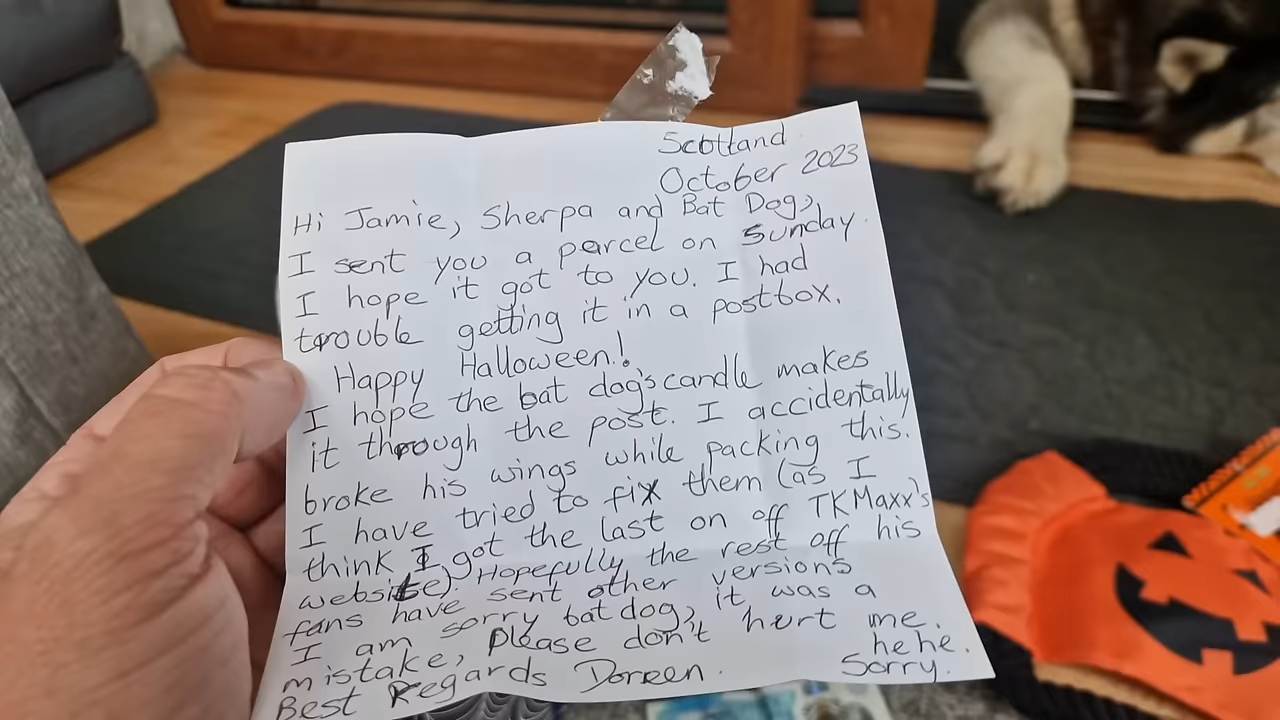 Scotland
October 2023
Hi Jamie, Sherpa and Bat Dog,
I sent you a parcel on Sunday.
I hope it got to you. I had
trouble getting it in a postbox.
Happy Halloween!
I hope the bat dog's candle makes
it through the post. I accidentally
broke his wings while packing this.
I have tried to fix them (as I
think I got the last on off TKMaxx's
website). Hopefully the rest off his
fans have sent other versions
I am sorry bat dog, it was a
mistake, please don't hurt me.
hehe.
Best Regards Doreen. Sorry.